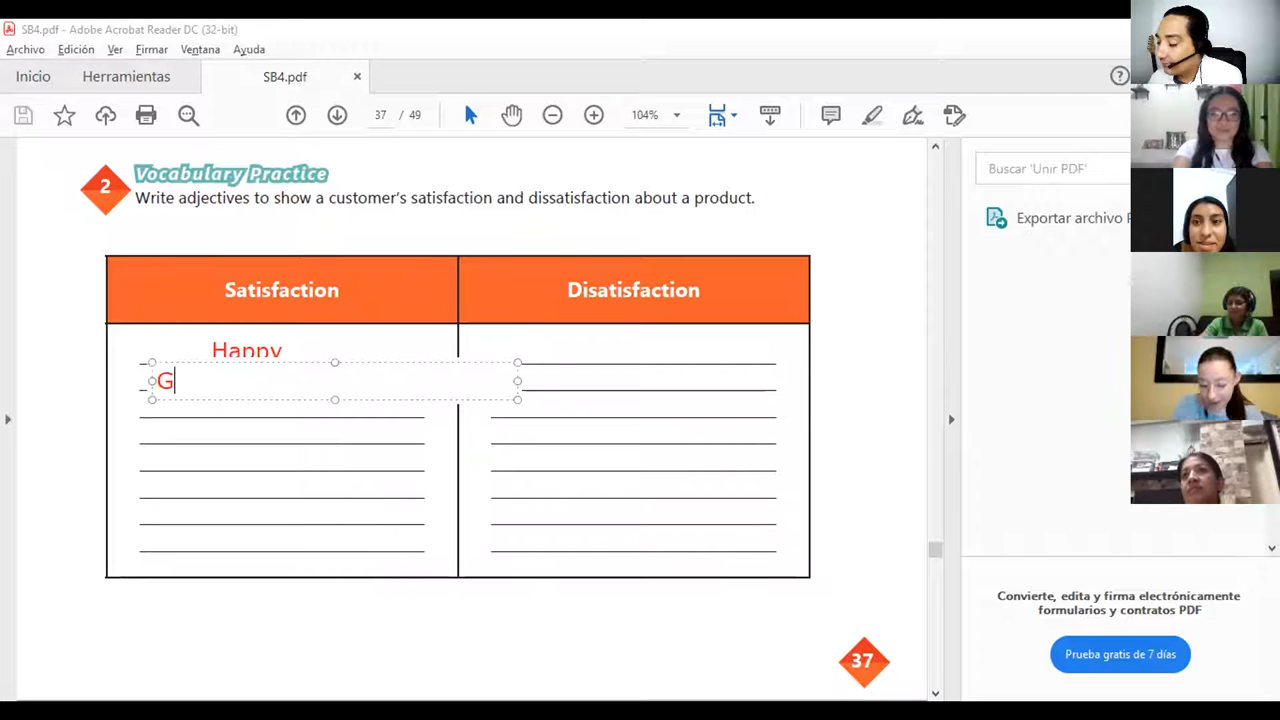 SB4.pdf - Adobe Acrobat Reader DC (32-bit)
Archivo Edición Ver Firmar Ventana Ayuda
Inicio Herramientas SB4.pdf × ?
37 / 49 104%
2 Vocabulary Practice
Write adjectives to show a customer's satisfaction and dissatisfaction about a product.
Satisfaction Disatisfaction
Happy
G
37
Buscar 'Unir PDF'
Exportar archivo
Convierte, edita y firma electrónicamente
formularios y contratos PDF
Prueba gratis de 7 días